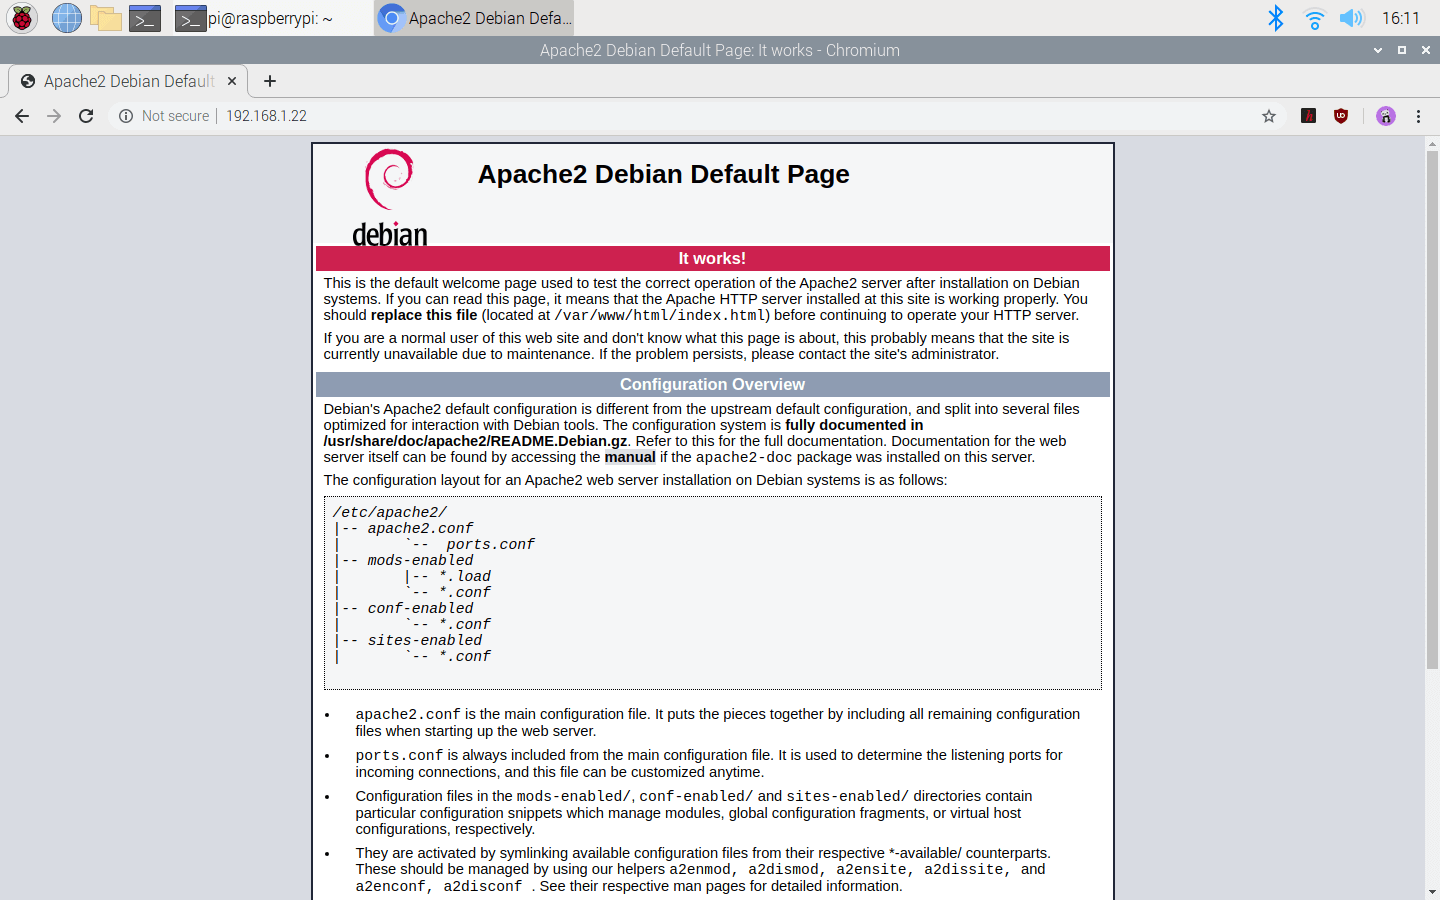 pi@raspberrypi: ~
Apache2 Debian Defa...
16:11
Apache2 Debian Default Page: It works - Chromium
Apache2 Debian Default
Not secure
192.168.1.22
Apache2 Debian Default Page
debian
It works!
This is the default welcome page used to test the correct operation of the Apache2 server after installation on Debian
systems. If you can read this page, it means that the Apache HTTP server installed at this site is working properly. You
should replace this file (located at /var/www/html/index.html) before continuing to operate your HTTP server.
If you are a normal user of this web site and don't know what this page is about, this probably means that the site is
currently unavailable due to maintenance. If the problem persists, please contact the site's administrator.
Configuration Overview
Debian's Apache2 default configuration is different from the upstream default configuration, and split into several files
optimized for interaction with Debian tools. The configuration system is fully documented in
/usr/share/doc/apache2/README.Debian.gz. Refer to this for the full documentation. Documentation for the web
server itself can be found by accessing the manual if the apache2-doc package was installed on this server.
The configuration layout for an Apache2 web server installation on Debian systems is as follows:
/etc/apache2/
|-- apache2.conf
|       `--  ports.conf
|-- mods-enabled
|       |-- *.load
|       `-- *.conf
|-- conf-enabled
|       `-- *.conf
|-- sites-enabled
|       `-- *.conf
• apache2.conf is the main configuration file. It puts the pieces together by including all remaining configuration
files when starting up the web server.
• ports.conf is always included from the main configuration file. It is used to determine the listening ports for
incoming connections, and this file can be customized anytime.
• Configuration files in the mods-enabled/, conf-enabled/ and sites-enabled/ directories contain
particular configuration snippets which manage modules, global configuration fragments, or virtual host
configurations, respectively.
• They are activated by symlinking available configuration files from their respective *-available/ counterparts.
These should be managed by using our helpers a2enmod, a2dismod, a2ensite, a2dissite, and
a2enconf, a2disconf . See their respective man pages for detailed information.